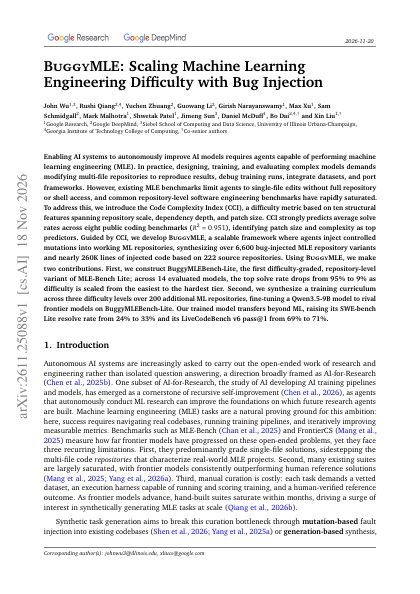 Google Research Google DeepMind
2026-11-20
BUGGYMLE: Scaling Machine Learning
Engineering Difficulty with Bug Injection
John Wu1,3, Rushi Qiang2,4, Yuchen Zhuang2, Guowang Li1, Girish Narayanswamy1, Max Xu1, Sam
Schmidgall2, Mark Malhotra1, Shwetak Patel1, Jimeng Sun3, Daniel McDuff1, Bo Dai2,4,† and Xin Liu1,†
1Google Research, 2Google DeepMind, 3Siebel School of Computing and Data Science, University of Illinois Urbana-Champaign,
4Georgia Institute of Technology College of Computing, †Co-senior authors
Enabling AI systems to autonomously improve AI models requires agents capable of performing machine
learning engineering (MLE). In practice, designing, training, and evaluating complex models demands
modifying multi-file repositories to reproduce results, debug training runs, integrate datasets, and port
frameworks. However, existing MLE benchmarks limit agents to single-file edits without full repository
or shell access, and common repository-level software engineering benchmarks have rapidly saturated.
To address this, we introduce the Code Complexity Index (CCI), a difficulty metric based on ten structural
features spanning repository scale, dependency depth, and patch size. CCI strongly predicts average solve
rates across eight public coding benchmarks (R2 = 0.951), identifying patch size and complexity as top
predictors. Guided by CCI, we develop BUGGYMLE, a scalable framework where agents inject controlled
mutations into working ML repositories, synthesizing over 6,600 bug-injected MLE repository variants
and nearly 260K lines of injected code based on 222 source repositories. Using BUGGYMLE, we make
two contributions. First, we construct BuggyMLEBench-Lite, the first difficulty-graded, repository-level
variant of MLE-Bench Lite; across 14 evaluated models, the top solve rate drops from 95% to 9% as
difficulty is scaled from the easiest to the hardest tier. Second, we synthesize a training curriculum
across three difficulty levels over 200 additional ML repositories, fine-tuning a Qwen3.5-9B model to rival
frontier models on BuggyMLEBench-Lite. Our trained model transfers beyond ML, raising its SWE-bench
Lite resolve rate from 24% to 33% and its LiveCodeBench v6 pass@1 from 69% to 71%.
1. Introduction
Autonomous AI systems are increasingly asked to carry out the open-ended work of research and
engineering rather than isolated question answering, a direction broadly framed as AI-for-Research
(Chen et al., 2025b). One subset of AI-for-Research, the study of AI developing AI training pipelines
and models, has emerged as a cornerstone of recursive self-improvement (Chen et al., 2026), as agents
that autonomously conduct ML research can improve the foundations on which future research agents
are built. Machine learning engineering (MLE) tasks are a natural proving ground for this ambition:
here, success requires navigating real codebases, running training pipelines, and iteratively improving
measurable metrics. Benchmarks such as MLE-Bench (Chan et al., 2025) and FrontierCS (Mang et al.,
2025) measure how far frontier models have progressed on these open-ended problems, yet they face
three recurring limitations. First, they predominantly grade single-file solutions, sidestepping the
multi-file code repositories that characterize real-world MLE projects. Second, many existing suites
are largely saturated, with frontier models consistently outperforming human reference solutions
(Mang et al., 2025; Yang et al., 2026a). Third, manual curation is costly: each task demands a vetted
dataset, an execution harness capable of running and scoring training, and a human-verified reference
outcome. As frontier models advance, hand-built suites saturate within months, driving a surge of
interest in synthetically generating MLE tasks at scale (Qiang et al., 2026b).
Synthetic task generation aims to break this curation bottleneck through mutation-based fault
injection into existing codebases (Shen et al., 2026; Yang et al., 2025a) or generation-based synthesis,
Corresponding author(s): johnwu3@illinois.edu, xliucs@google.com
arXiv:2611.25088v1 [cs.AI] 18 Nov 2026